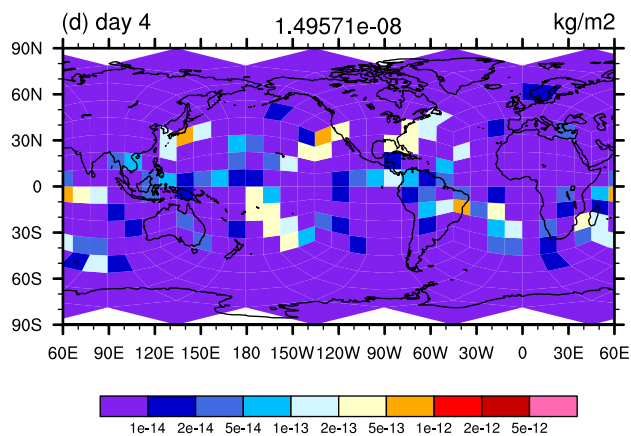 (d) day 4 1.49571e-08 kg/m2
90N
60N
30N
0
30S
60S
90S
60E 90E 120E 150E 180 150W 120W 90W 60W 30W 0 30E 60E
1e-14 2e-14 5e-14 1e-13 2e-13 5e-13 1e-12 2e-12 5e-12